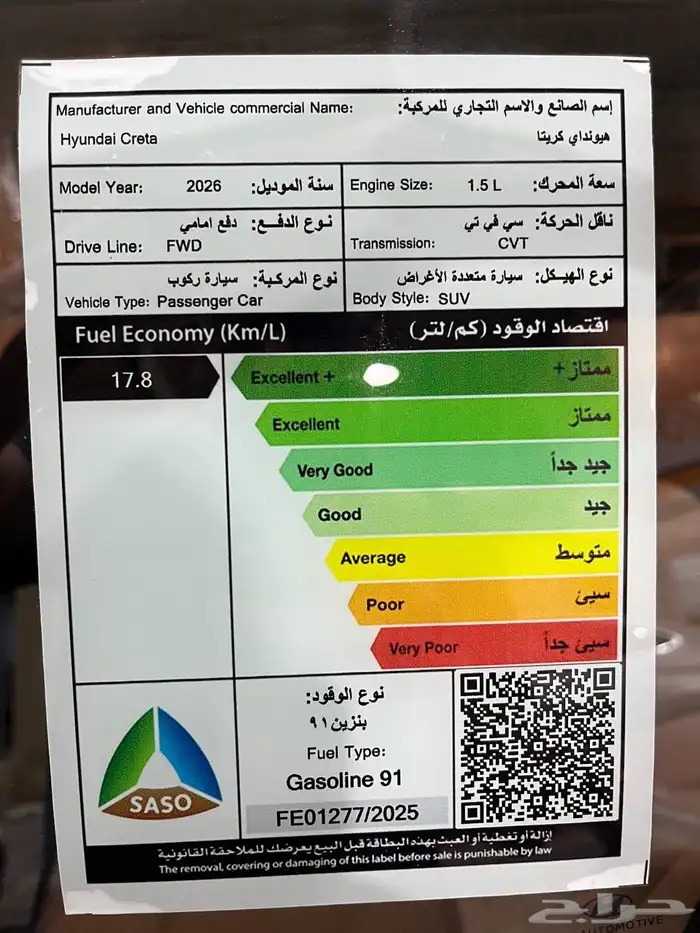 Manufacturer and Vehicle commercial Name: إسم الصانع والاسم التجاري للمركبة:
Hyundai Creta هيونداي كريتا
Model Year: 2026 سنة الموديل:
Engine Size: 1.5 L سعة المحرك:
نوع الدفع: دفع امامي
Drive Line: FWD
ناقل الحركة: سي في تي
Transmission: CVT
نوع المركبة: سيارة ركوب
Vehicle Type: Passenger Car
نوع الهيكل: سيارة متعددة الأغراض
Body Style: SUV
Fuel Economy (Km/L) اقتصاد الوقود (كم/لتر)
17.8
Excellent + ممتاز+
Excellent ممتاز
Very Good جيد جداً
Good جيد
Average متوسط
Poor سيئ
Very Poor سيئ جداً
نوع الوقود:
بنزين ٩١
Fuel Type:
Gasoline 91
FE01277/2025
SASO
إزالة أو تغطية أو العبث بهذه البطاقة قبل البيع يعرضك للملاحقة القانونية
The removal, covering or damaging of this label before sale is punishable by law
حراج
AUTOMOTIVE